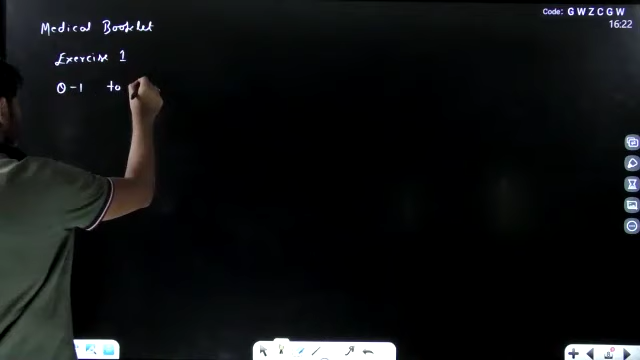 Medical Booklet
Exercise 1
Q-1 to
Code: GWZCGW
16:22